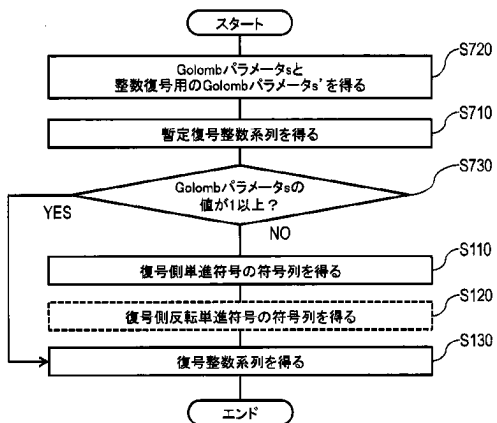 スタート
S720
Golombパラメータsと
整数復号用のGolombパラメータs'を得る
S710
暫定復号整数系列を得る
S730
Golombパラメータsの
値が1以上?
YES
NO
S110
復号側単進符号の符号列を得る
S120
復号側反転単進符号の符号列を得る
S130
復号整数系列を得る
エンド